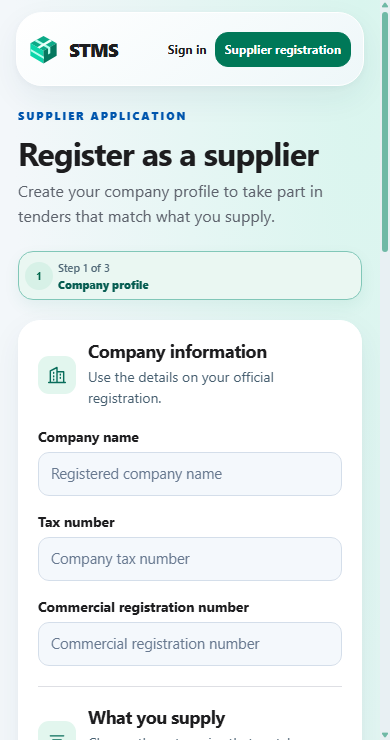 STMS
Sign in
Supplier registration
SUPPLIER APPLICATION
Register as a supplier
Create your company profile to take part in
tenders that match what you supply.
1
Step 1 of 3
Company profile
Company information
Use the details on your official
registration.
Company name
Registered company name
Tax number
Company tax number
Commercial registration number
Commercial registration number
What you supply